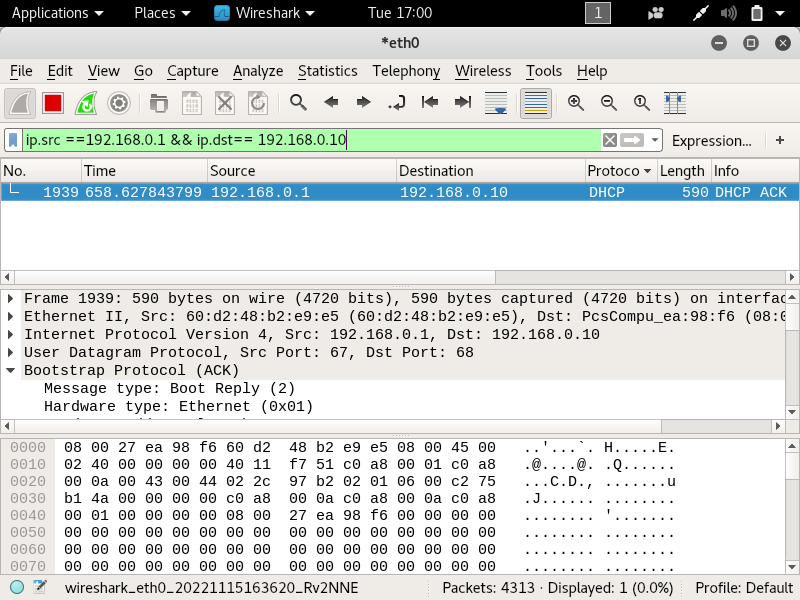 Applications Places Wireshark Tue 17:00 1
*eth0
File Edit View Go Capture Analyze Statistics Telephony Wireless Tools Help
ip.src ==192.168.0.1 && ip.dst== 192.168.0.10 Expression... +
No. Time Source Destination Protoco Length Info
1939 658.627843799 192.168.0.1 192.168.0.10 DHCP 590 DHCP ACK
Frame 1939: 590 bytes on wire (4720 bits), 590 bytes captured (4720 bits) on interfac
Ethernet II, Src: 60:d2:48:b2:e9:e5 (60:d2:48:b2:e9:e5), Dst: PcsCompu_ea:98:f6 (08:0
Internet Protocol Version 4, Src: 192.168.0.1, Dst: 192.168.0.10
User Datagram Protocol, Src Port: 67, Dst Port: 68
Bootstrap Protocol (ACK)
Message type: Boot Reply (2)
Hardware type: Ethernet (0x01)
0000 08 00 27 ea 98 f6 60 d2 48 b2 e9 e5 08 00 45 00 ..'...`. H.....E.
0010 02 40 00 00 00 00 40 11 f7 51 c0 a8 00 01 c0 a8 .@....@. .Q......
0020 00 0a 00 43 00 44 02 2c 97 b2 02 01 06 00 c2 75 ...C.D., .......u
0030 b1 4a 00 00 00 00 c0 a8 00 0a c0 a8 00 0a c0 a8 .J...... ........
0040 00 01 00 00 00 00 08 00 27 ea 98 f6 00 00 00 00 ........ '.......
0050 00 00 00 00 00 00 00 00 00 00 00 00 00 00 00 00 ........ ........
0060 00 00 00 00 00 00 00 00 00 00 00 00 00 00 00 00 ........ ........
0070 00 00 00 00 00 00 00 00 00 00 00 00 00 00 00 00 ........ ........
wireshark_eth0_20221115163620_Rv2NNE Packets: 4313 · Displayed: 1 (0.0%) Profile: Default